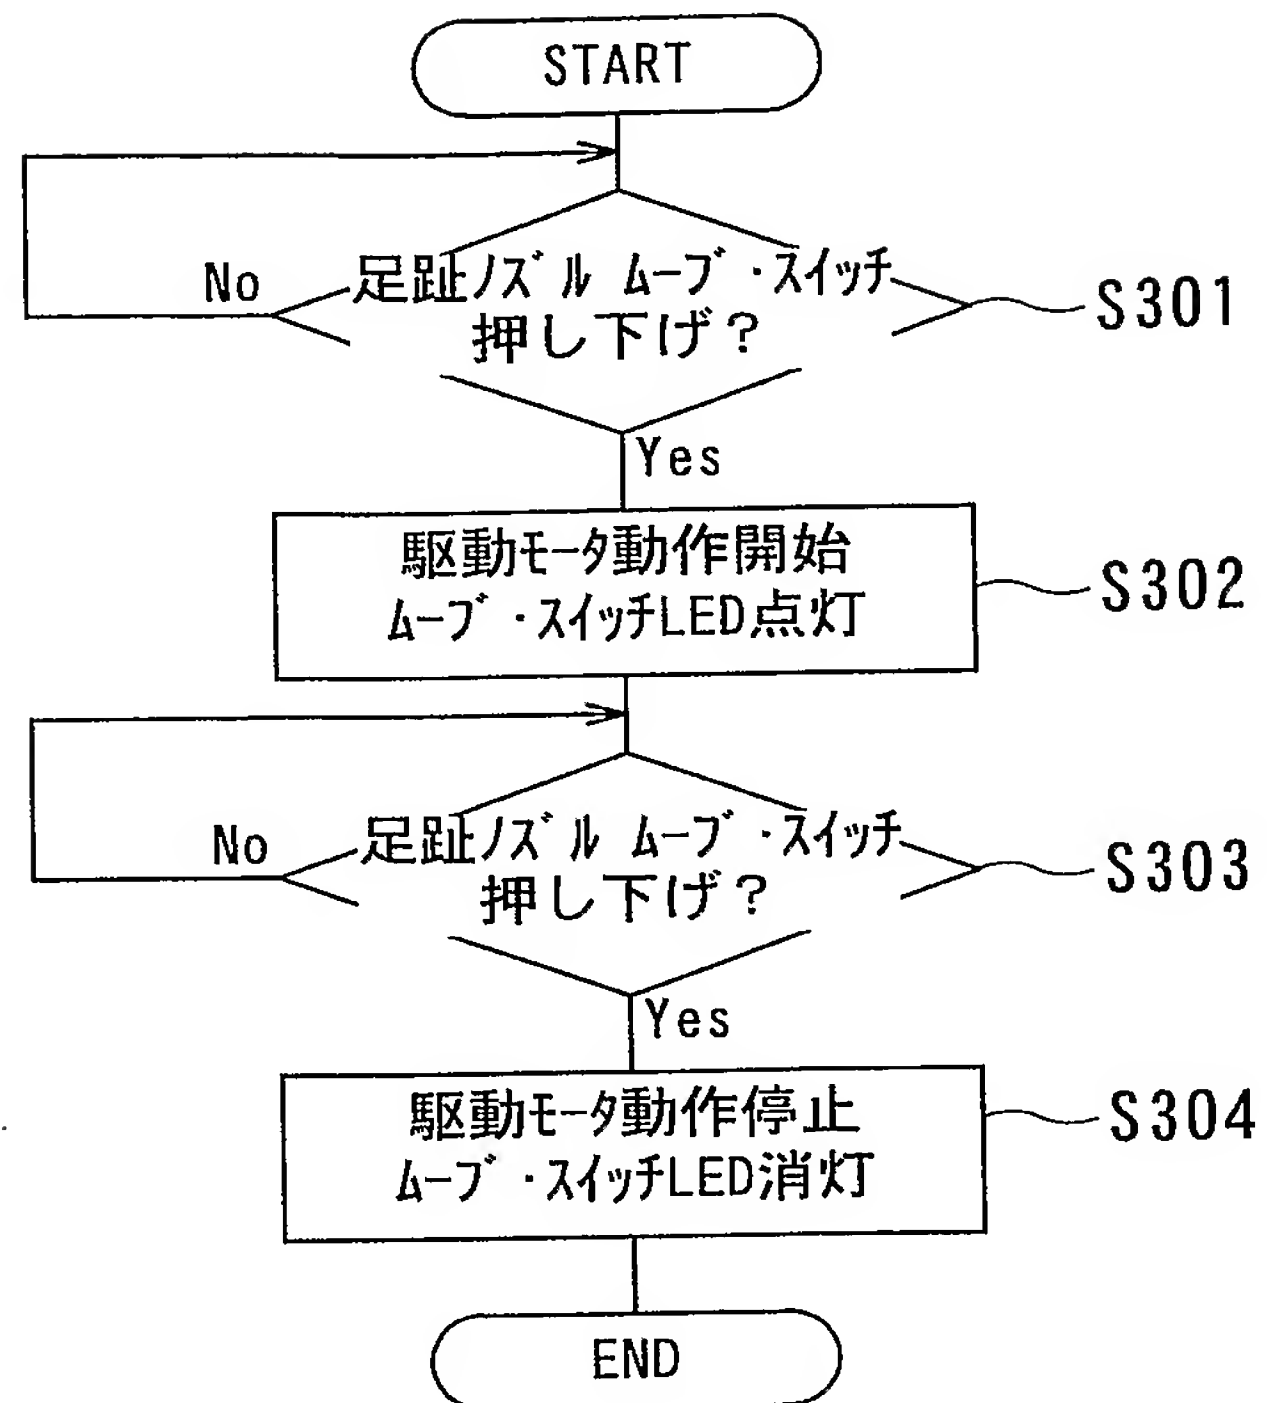 START
足趾ﾉｽﾞﾙ ﾑｰﾌﾞ・ｽｲｯﾁ
押し下げ？
No
S301
Yes
駆動ﾓｰﾀ動作開始
ﾑｰﾌﾞ・ｽｲｯﾁLED点灯
S302
足趾ﾉｽﾞﾙ ﾑｰﾌﾞ・ｽｲｯﾁ
押し下げ？
No
S303
Yes
駆動ﾓｰﾀ動作停止
ﾑｰﾌﾞ・ｽｲｯﾁLED消灯
S304
END